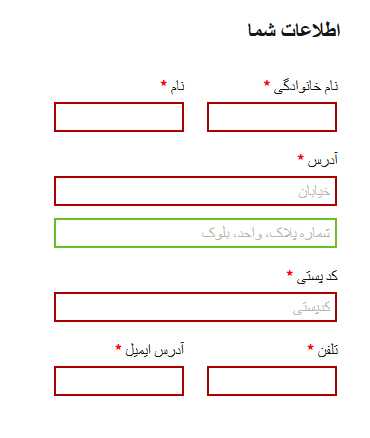 اطلاعات شما
نام خانوادگی * نام *
آدرس *
خیابان
شماره پلاک، واحد، بلوک
کد پستی *
کدپستی
تلفن * آدرس ایمیل *